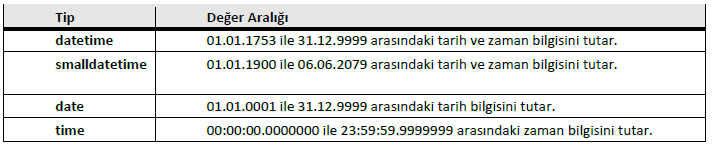 Tip Değer Aralığı
datetime 01.01.1753 ile 31.12.9999 arasındaki tarih ve zaman bilgisini tutar.
smalldatetime 01.01.1900 ile 06.06.2079 arasındaki tarih ve zaman bilgisini tutar.
date 01.01.0001 ile 31.12.9999 arasındaki tarih bilgisini tutar.
time 00:00:00.0000000 ile 23:59:59.9999999 arasındaki zaman bilgisini tutar.